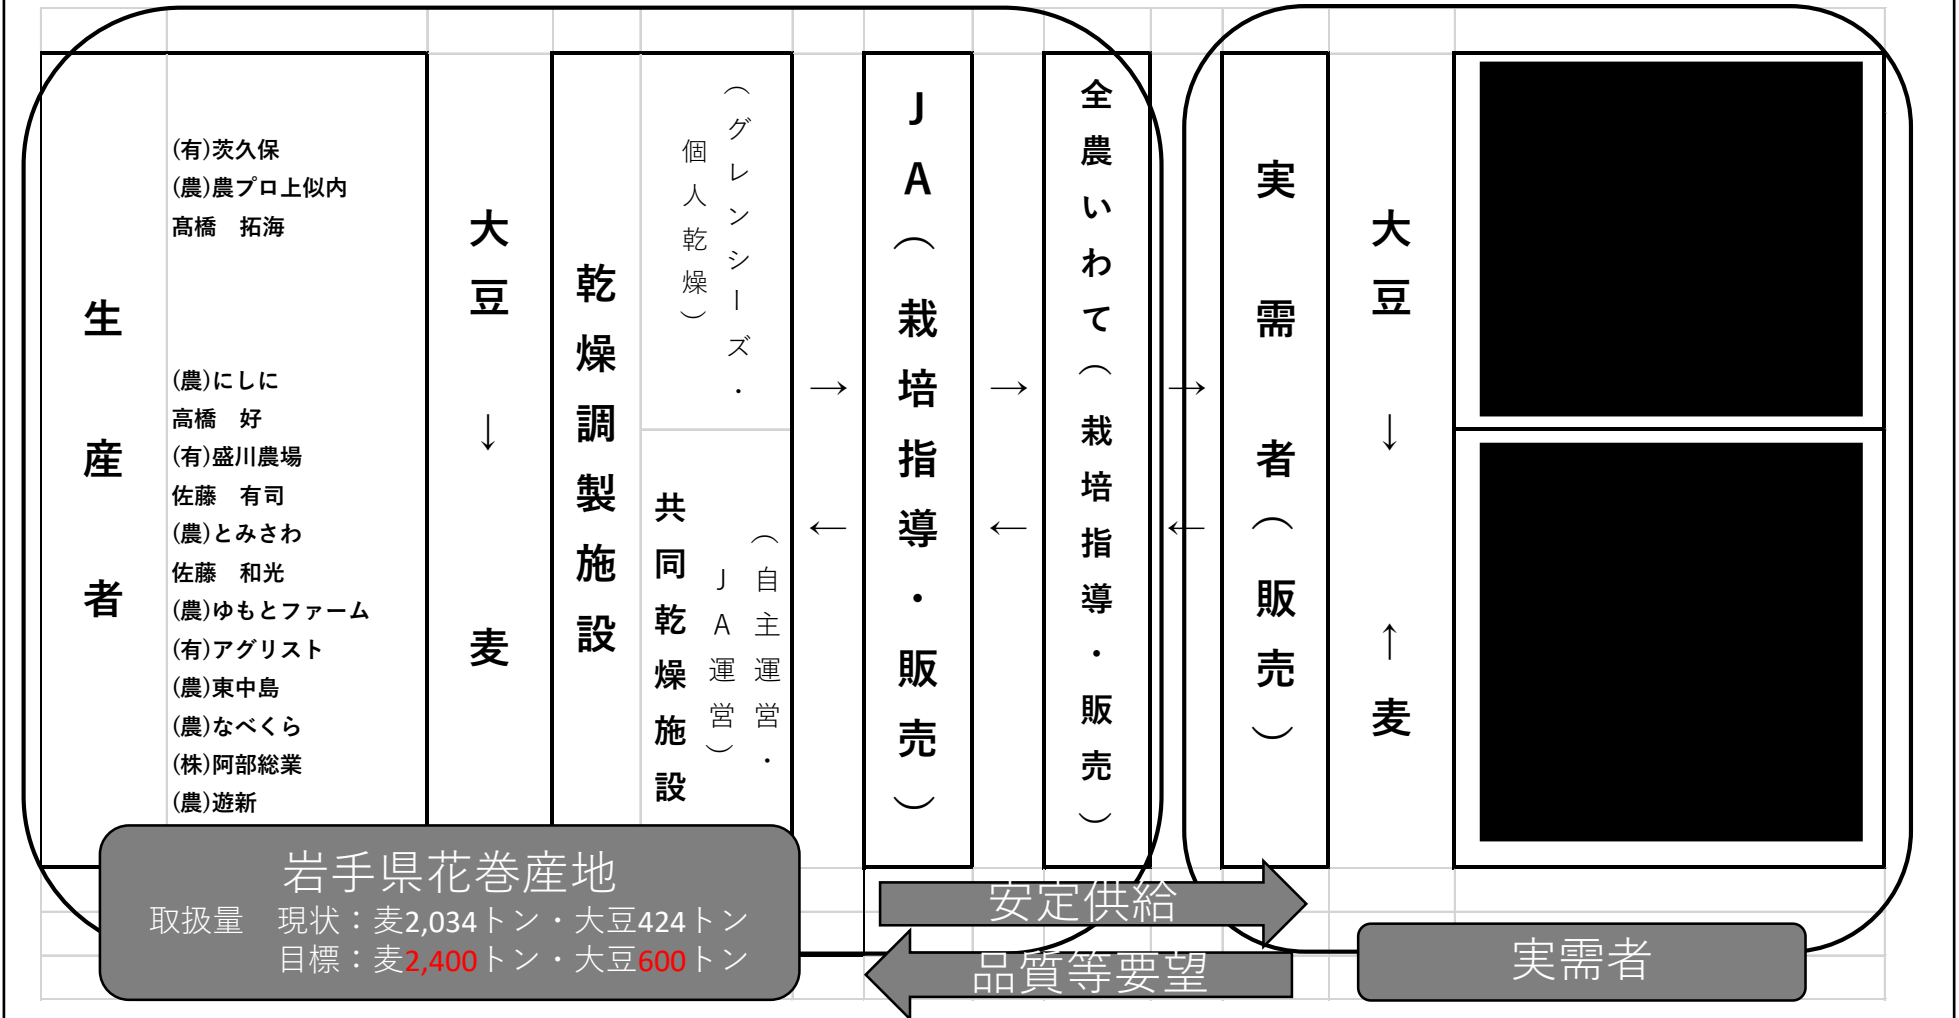 生産者
(有)茨久保
(農)農プロ上似内
髙橋　拓海
(農)にしに
高橋　好
(有)盛川農場
佐藤　有司
(農)とみさわ
佐藤　和光
(農)ゆもとファーム
(有)アグリスト
(農)東中島
(農)なべくら
(株)阿部総業
(農)遊新
大豆
↓
麦
乾燥調製施設
（グレンシーズ・
個人乾燥）
共同乾燥施設
（自主運営・
ＪＡ運営）
→
←
ＪＡ（栽培指導・販売）
→
←
全農いわて（栽培指導・販売）
→
←
実需者（販売）
大豆
↓
↑
麦
岩手県花巻産地
取扱量　現状：麦2,034トン・大豆424トン
目標：麦2,400トン・大豆600トン
安定供給
品質等要望
実需者